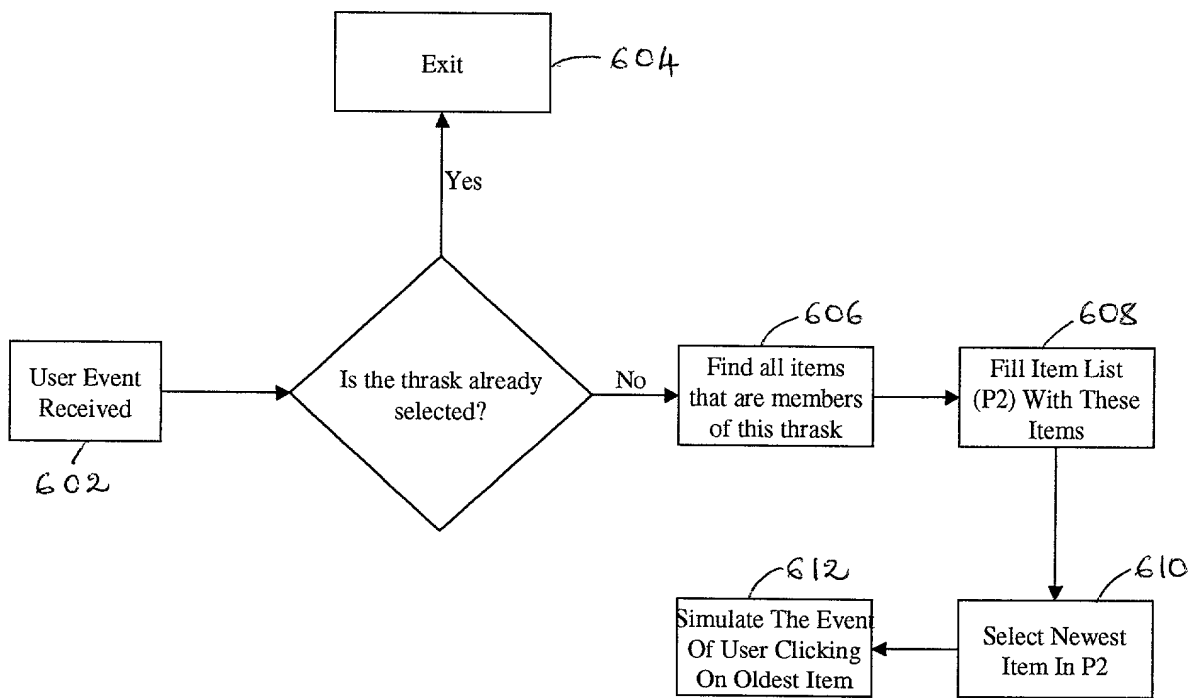 Exit
604
Yes
User Event
Received
602
Is the thrask already
selected?
No
606
Find all items
that are members
of this thrask
608
Fill Item List
(P2) With These
Items
610
Select Newest
Item In P2
612
Simulate The Event
Of User Clicking
On Oldest Item